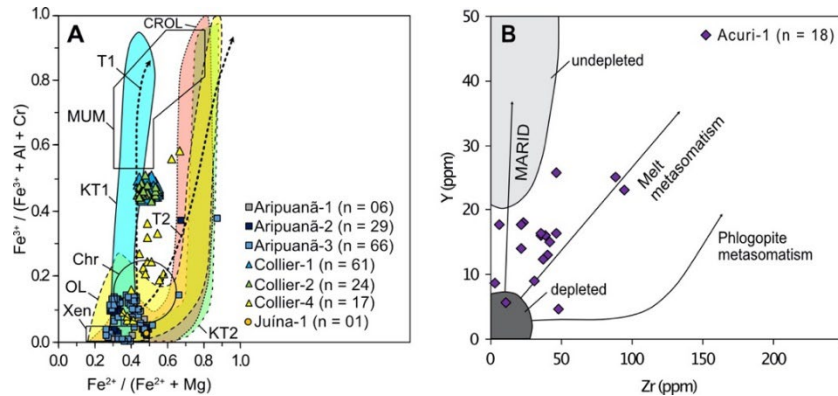 A
CROL
T1
MUM
KT1
T2
Chr
OL
Xen
KT2
Aripuanã-1 (n = 06)
Aripuanã-2 (n = 29)
Aripuanã-3 (n = 66)
Collier-1 (n = 61)
Collier-2 (n = 24)
Collier-4 (n = 17)
Juína-1 (n = 01)
Fe³⁺ / (Fe³⁺ + Al + Cr)
1.0
0.8
0.6
0.4
0.2
0.0
0.0 0.2 0.4 0.6 0.8 1.0
Fe²⁺ / (Fe²⁺ + Mg)
B
Acuri-1 (n = 18)
undepleted
MARID
Melt
metasomatism
Phlogopite
metasomatism
depleted
Y (ppm)
50
40
30
20
10
0
0 50 100 150 200
Zr (ppm)